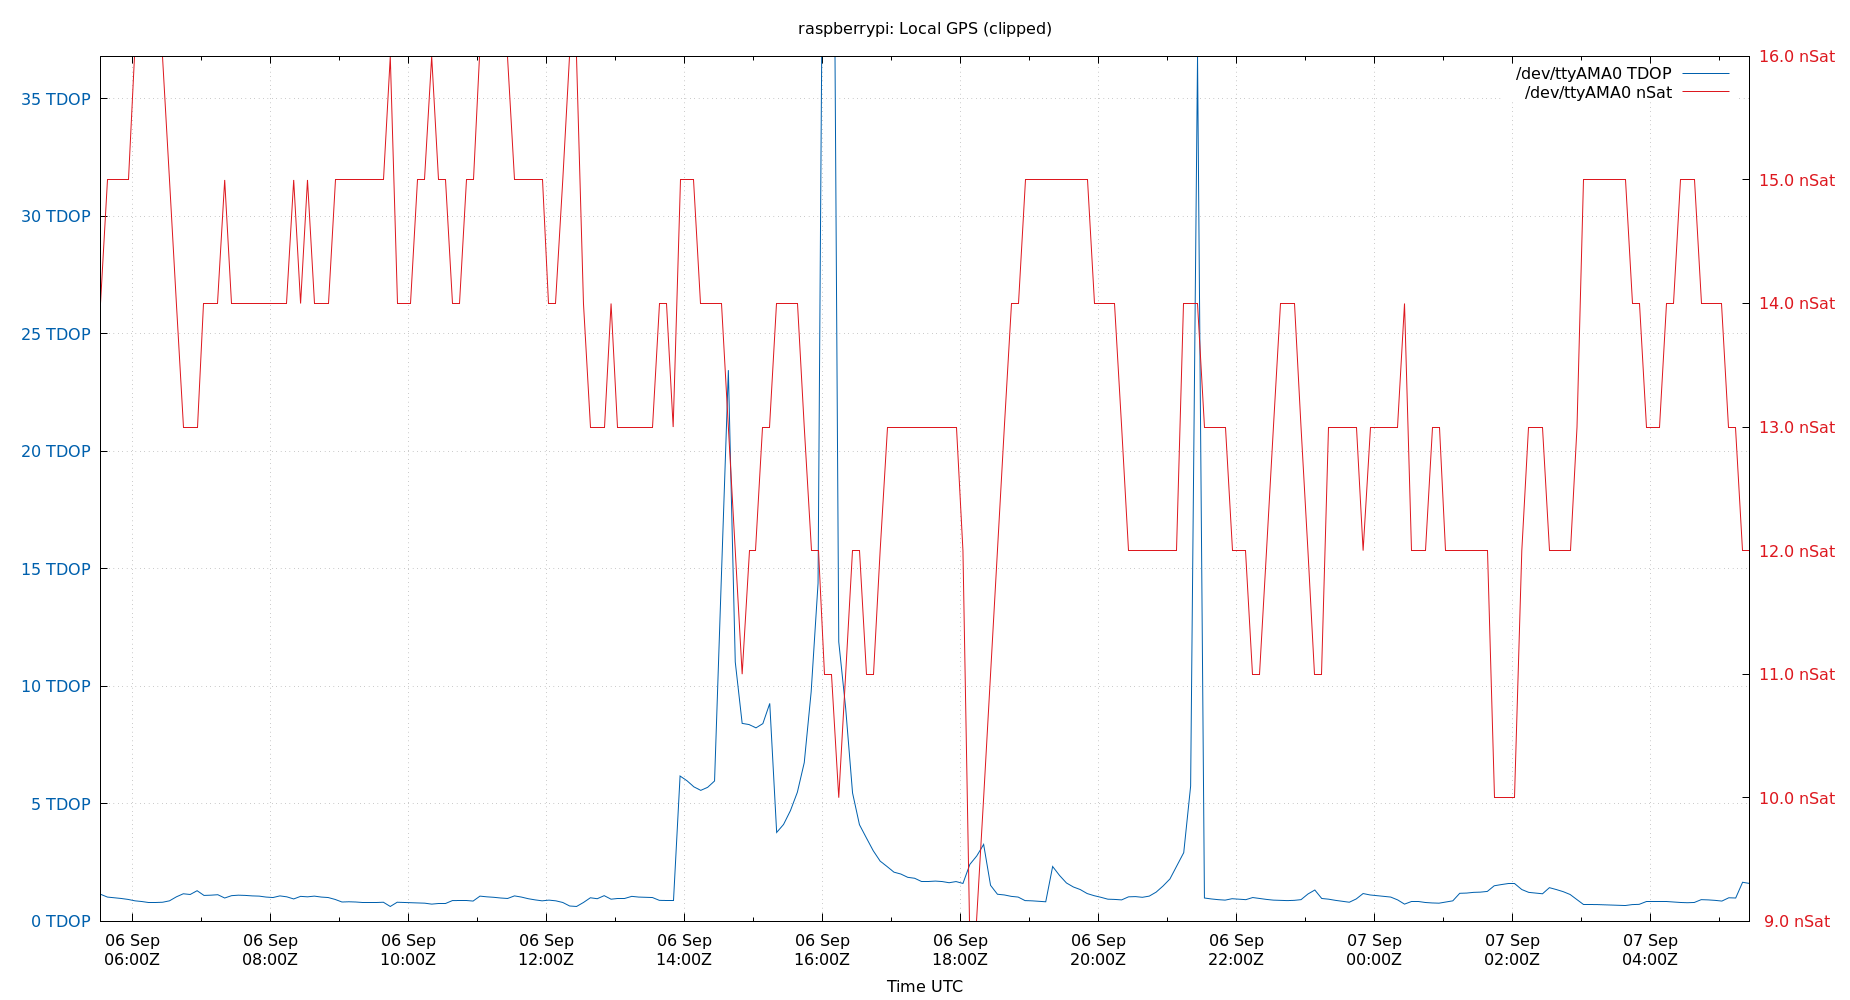 raspberrypi: Local GPS (clipped)
/dev/ttyAMA0 TDOP
/dev/ttyAMA0 nSat
35 TDOP
30 TDOP
25 TDOP
20 TDOP
15 TDOP
10 TDOP
5 TDOP
0 TDOP
16.0 nSat
15.0 nSat
14.0 nSat
13.0 nSat
12.0 nSat
11.0 nSat
10.0 nSat
9.0 nSat
06 Sep
06:00Z
06 Sep
08:00Z
06 Sep
10:00Z
06 Sep
12:00Z
06 Sep
14:00Z
06 Sep
16:00Z
06 Sep
18:00Z
06 Sep
20:00Z
06 Sep
22:00Z
07 Sep
00:00Z
07 Sep
02:00Z
07 Sep
04:00Z
Time UTC